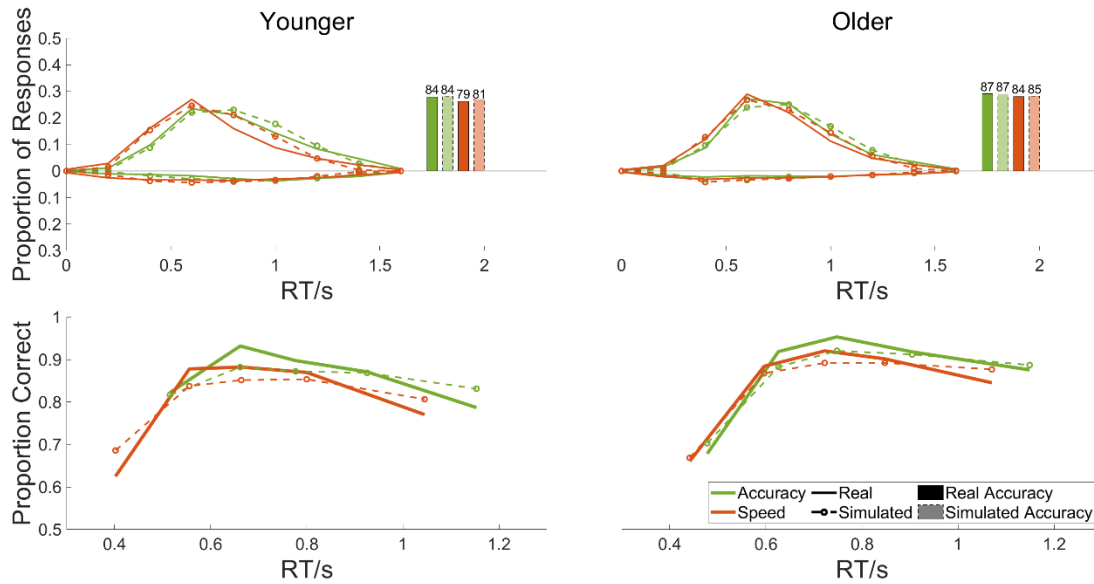 Younger
Older
Proportion of Responses
0.5
0.4
0.3
0.2
0.1
0
0.1
0.2
0.3
84 84 79 81
87 87 84 85
0 0.5 1 1.5 2
RT/s
0 0.5 1 1.5 2
RT/s
Proportion Correct
1
0.9
0.8
0.7
0.6
0.5
0.4 0.6 0.8 1 1.2
RT/s
0.4 0.6 0.8 1 1.2
RT/s
Accuracy Real Real Accuracy
Speed Simulated Simulated Accuracy